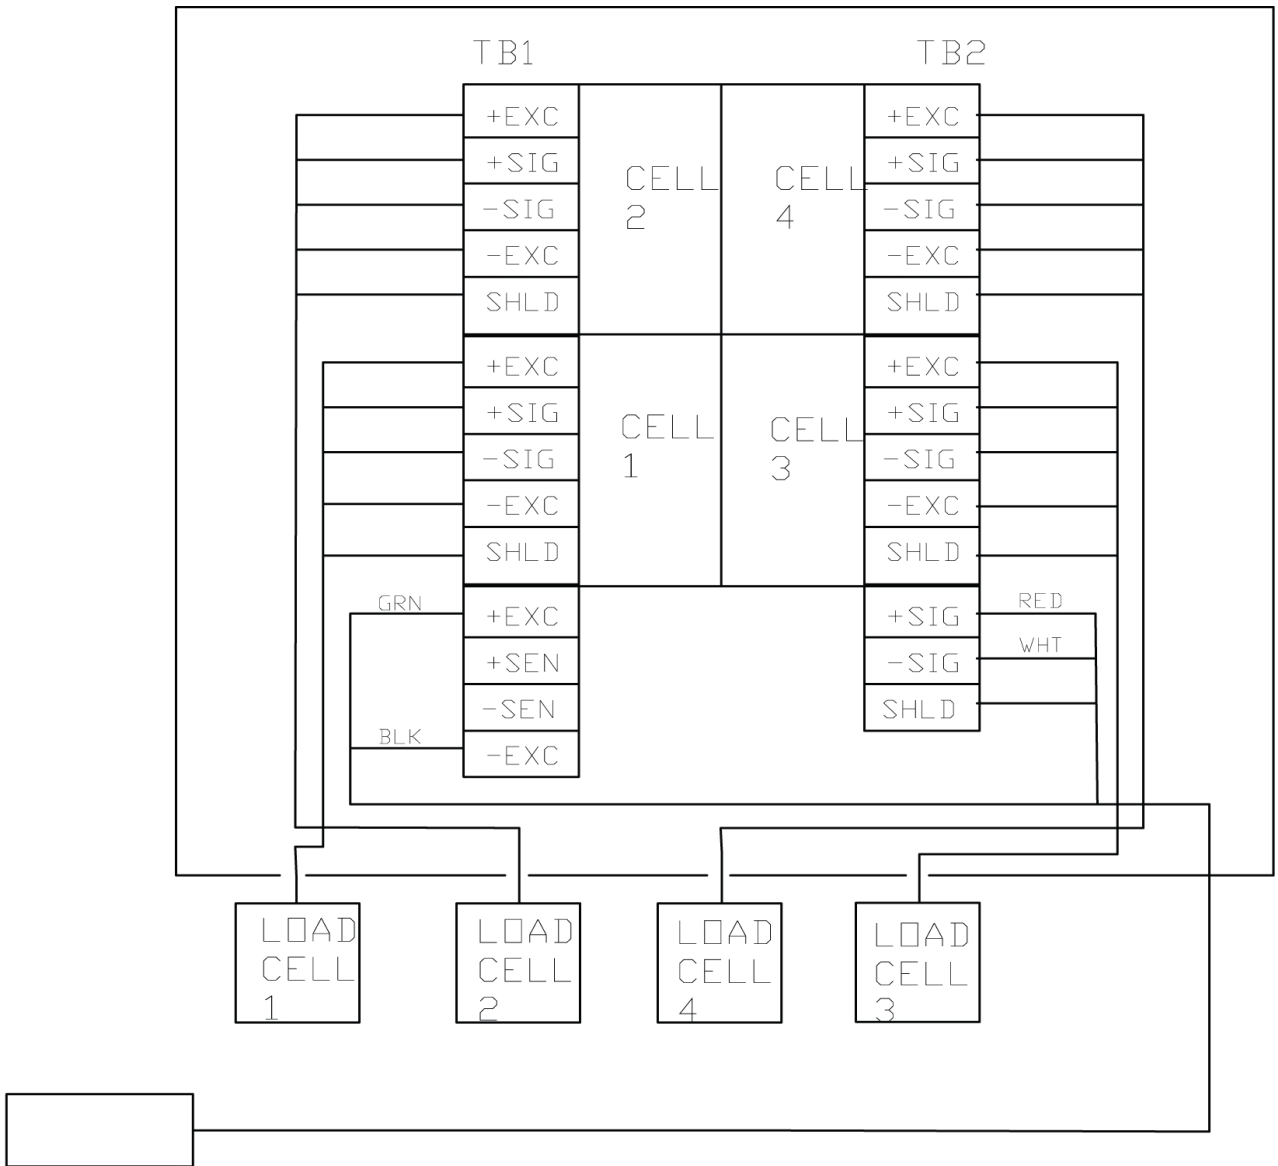 TB1
TB2
+EXC
+SIG
-SIG
-EXC
SHLD
CELL
2
CELL
4
+EXC
+SIG
-SIG
-EXC
SHLD
+EXC
+SIG
-SIG
-EXC
SHLD
CELL
1
CELL
3
+EXC
+SIG
-SIG
-EXC
SHLD
GRN
+EXC
+SEN
-SEN
BLK
-EXC
+SIG
RED
-SIG
WHT
SHLD
LOAD
CELL
1
LOAD
CELL
2
LOAD
CELL
4
LOAD
CELL
3